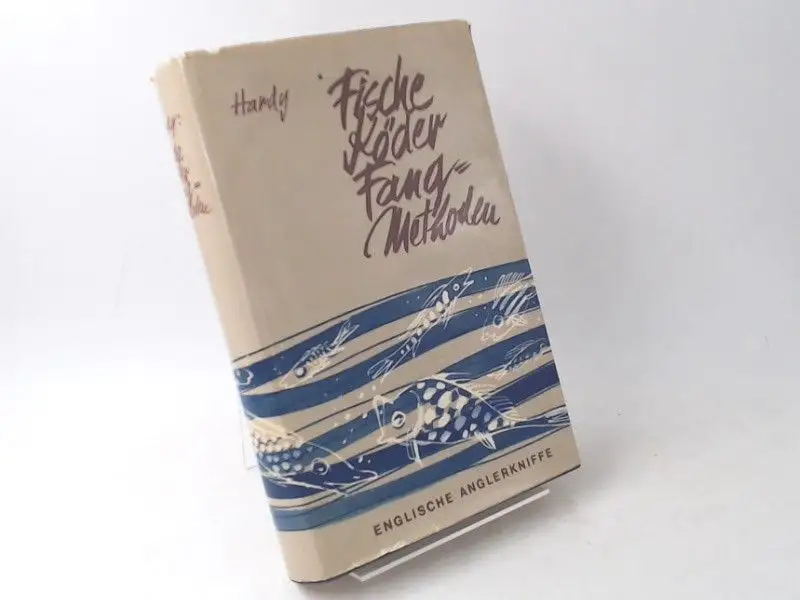 Hardy
Fische
Köder
Fang=
Methoden
ENGLISCHE ANGLERKNIFFE